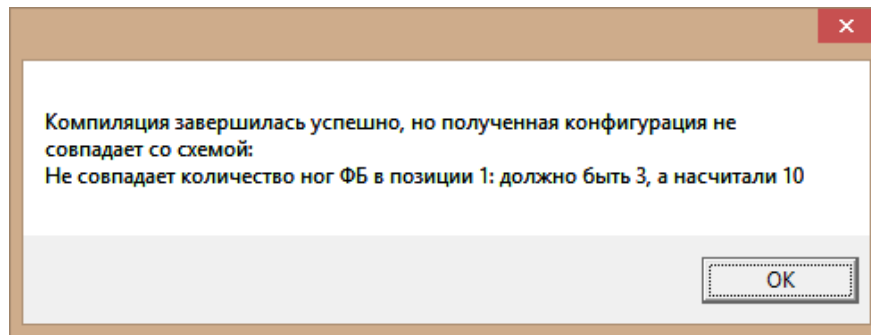 Компиляция завершилась успешно, но полученная конфигурация не
совпадает со схемой:
Не совпадает количество ног ФБ в позиции 1: должно быть 3, а насчитали 10
OK